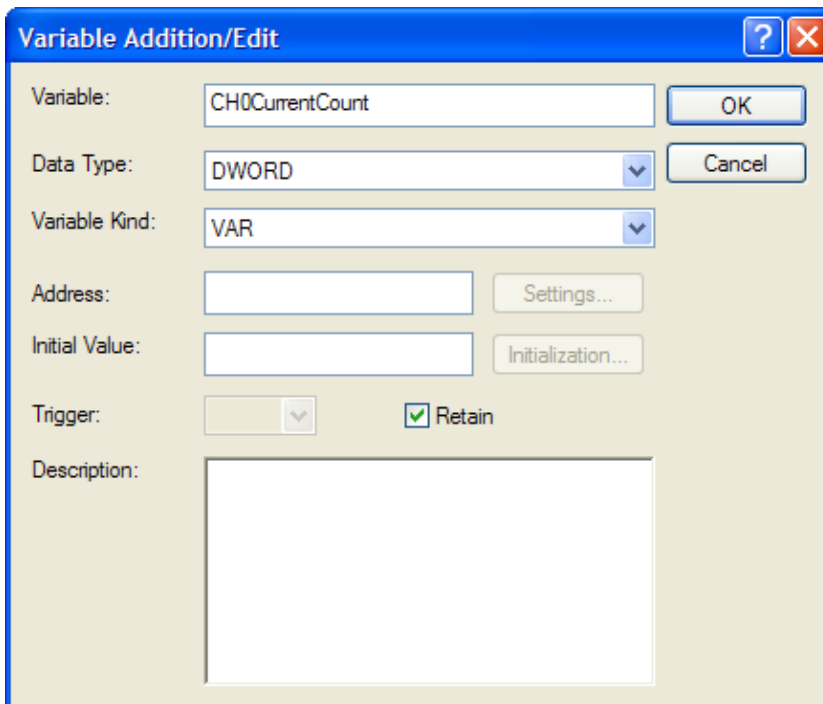 Variable Addition/Edit
Variable: CH0CurrentCount OK
Data Type: DWORD Cancel
Variable Kind: VAR
Address: Settings...
Initial Value: Initialization...
Trigger: Retain
Description: